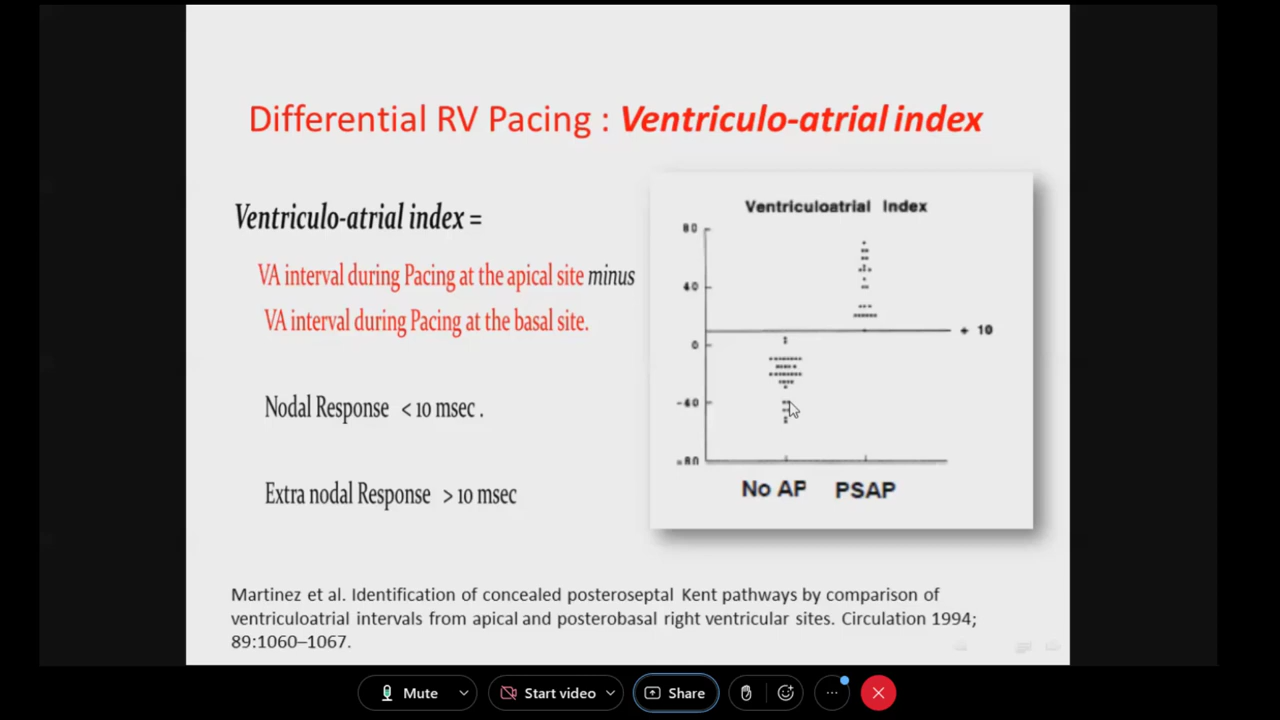 Differential RV Pacing : Ventriculo-atrial index
Ventriculo-atrial index =
VA interval during Pacing at the apical site minus
VA interval during Pacing at the basal site.
Nodal Response < 10 msec .
Extra nodal Response > 10 msec
Ventriculoatrial Index
80
40
0
-40
-80
+ 10
No AP PSAP
Martinez et al. Identification of concealed posteroseptal Kent pathways by comparison of
ventriculoatrial intervals from apical and posterobasal right ventricular sites. Circulation 1994;
89:1060–1067.
Mute Start video Share